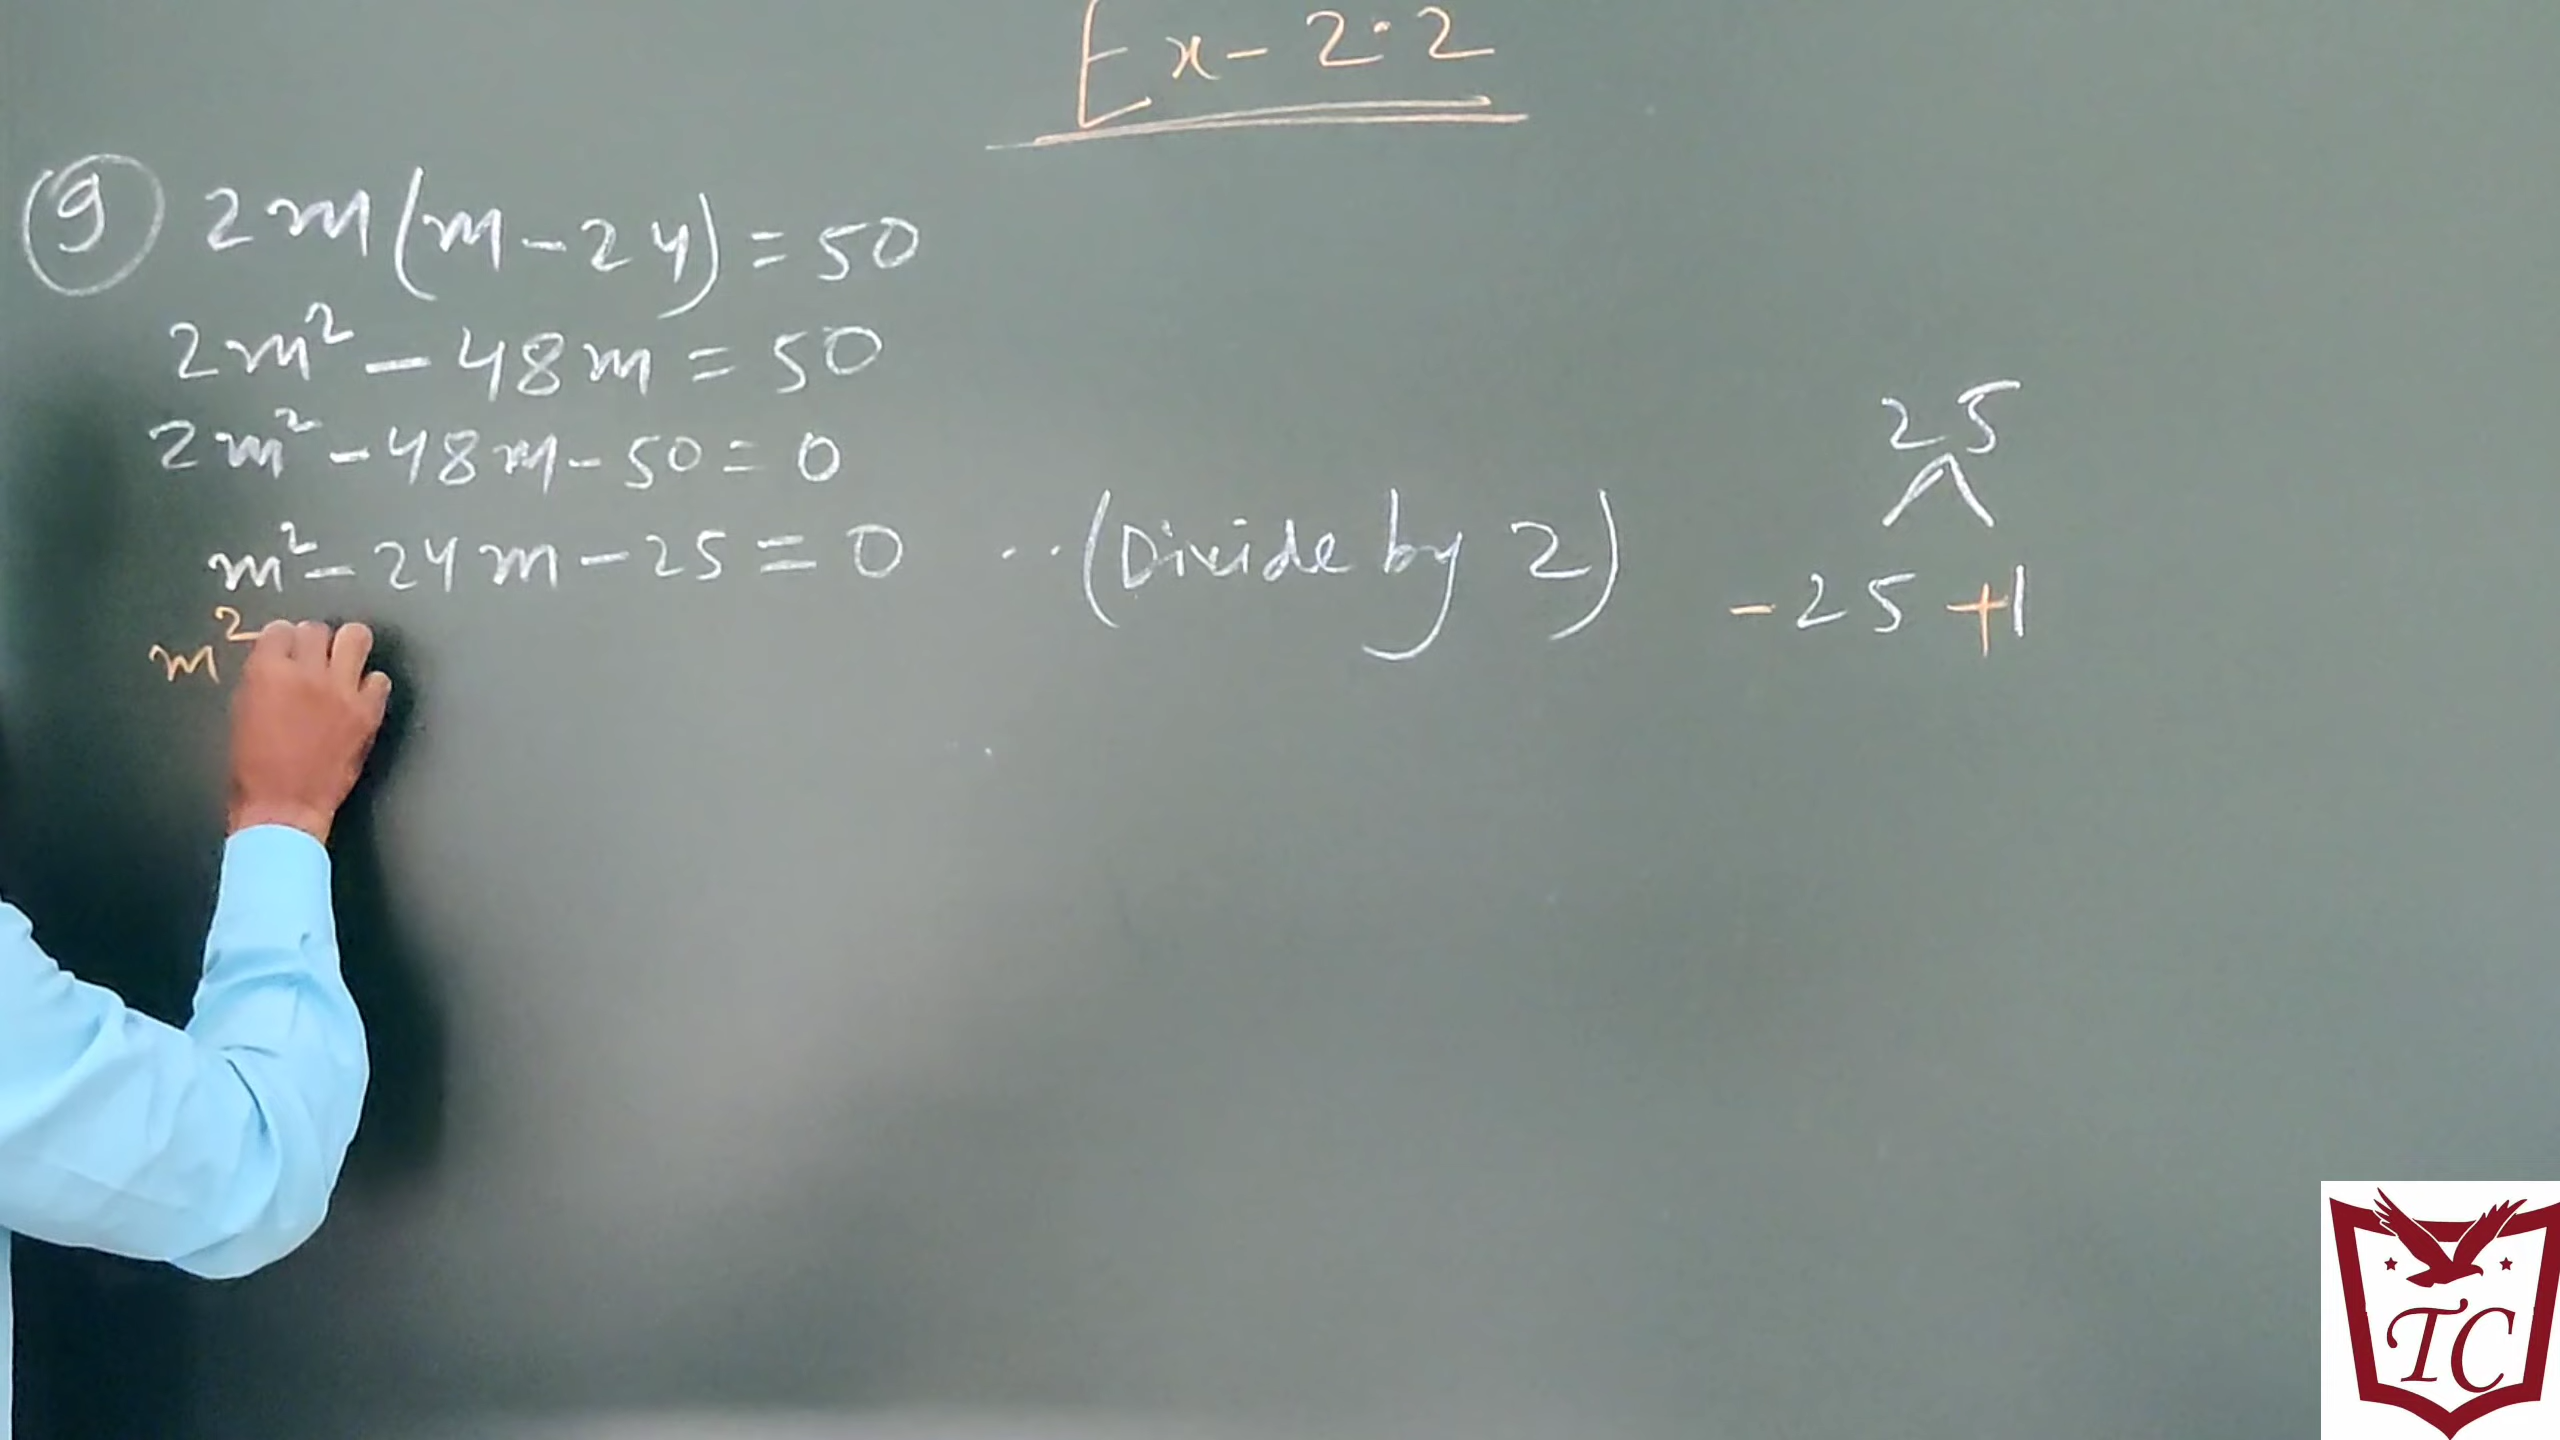 Ex - 2.2
9 2m(m-24) = 50
2m² - 48m = 50
2m² - 48m - 50 = 0
m² - 24m - 25 = 0 ..(Divide by 2)
m²
25
-25 +1
TC